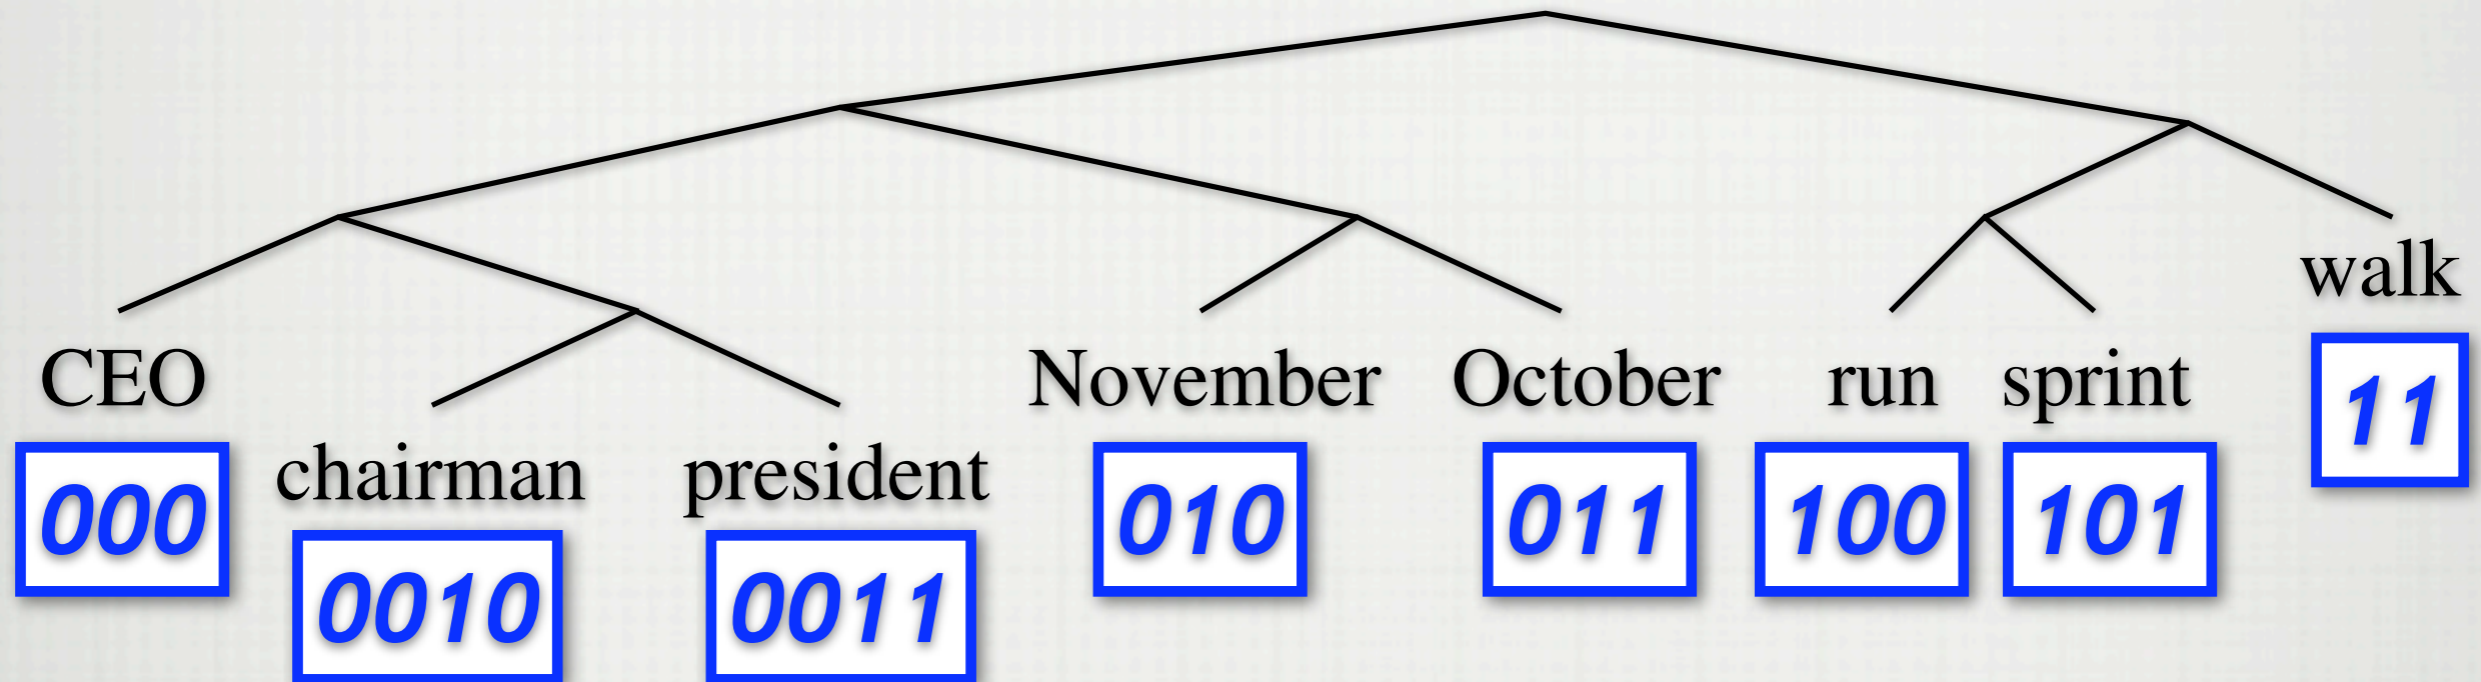 walk
11
CEO
000
chairman
0010
president
0011
November
010
October
011
run
100
sprint
101